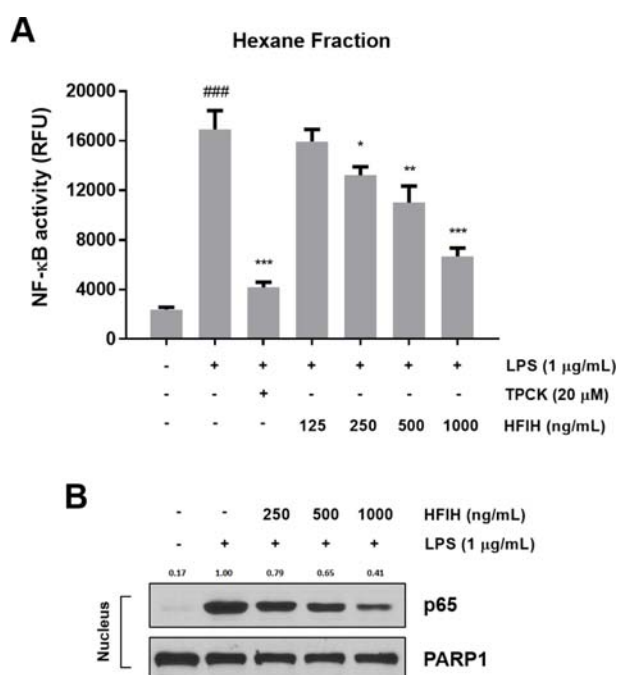 A
Hexane Fraction
NF-κB activity (RFU)
20000
16000
12000
8000
4000
0
###
***
*
**
***
- + + + + + + LPS (1 μg/mL)
- - + - - - - TPCK (20 μM)
- - - 125 250 500 1000 HFIH (ng/mL)
B
- - 250 500 1000 HFIH (ng/mL)
- + + + + LPS (1 μg/mL)
0.17 1.00 0.79 0.65 0.41
Nucleus
p65
PARP1